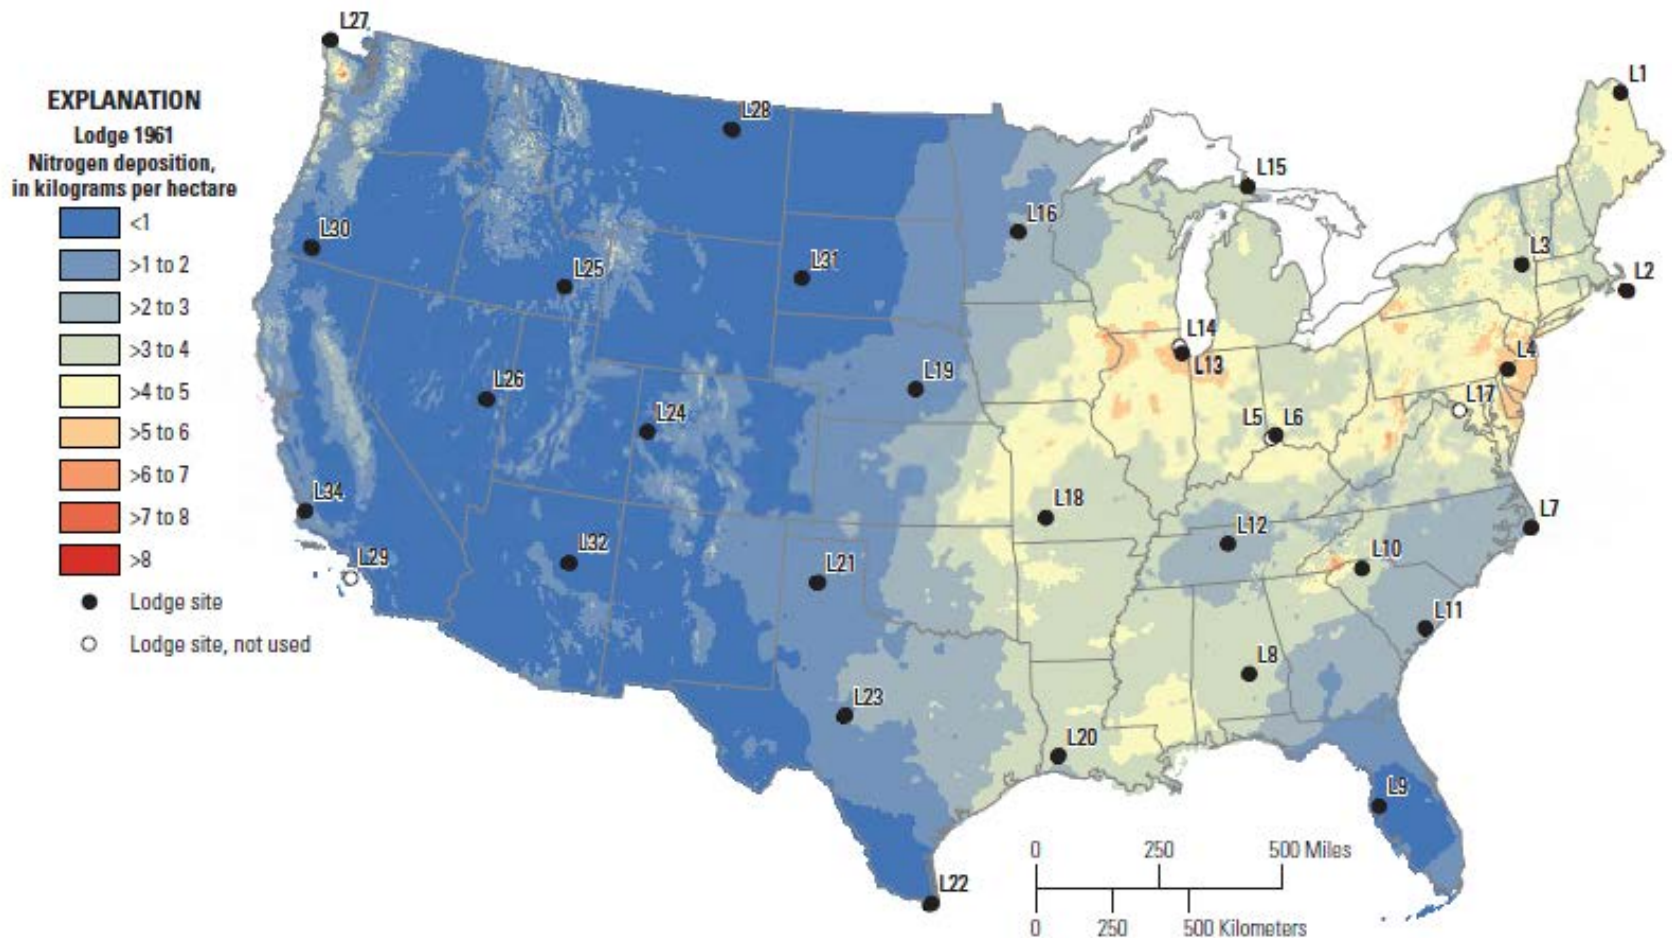 EXPLANATION
Lodge 1961
Nitrogen deposition,
in kilograms per hectare
<1
>1 to 2
>2 to 3
>3 to 4
>4 to 5
>5 to 6
>6 to 7
>7 to 8
>8
Lodge site
Lodge site, not used
L27
L28
L1
L15
L16
L3
L2
L30
L25
L31
L14
L13
L4
L17
L26
L19
L24
L5
L6
L34
L18
L7
L12
L29
L32
L21
L10
L11
L8
L23
L20
L9
L22
0 250 500 Miles
0 250 500 Kilometers